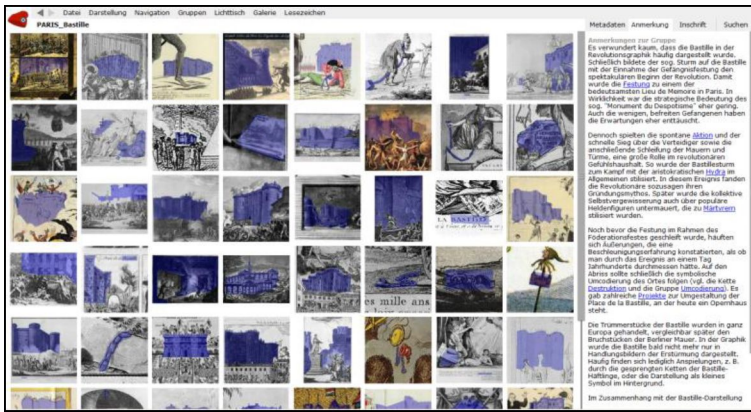 Datei Darstellung Navigation Gruppen Lichttisch Galerie Lesezeichen
PARIS_Bastille
Metadaten Anmerkung Inschrift Suchen
Anmerkungen zur Gruppe
Es verwundert kaum, dass die Bastille in der
Revolutionsgraphik häufig dargestellt wurde.
Schließlich bildete der sog. Sturm auf die Bastille
mit der Einnahme der Gefängnisfestung den
spektakulären Beginn der Revolution. Damit
wurde die Festung zu einem der
bedeutsamsten Lieu de Memoire in Paris. In
Wirklichkeit war die strategische Bedeutung des
sog. "Monument du Despotisme" eher gering.
Auch die wenigen, befreiten Gefangenen haben
die Erwartungen eher enttäuscht.
Dennoch spielten die spontane Aktion und der
schnelle Sieg über die Verteidiger sowie die
anschließende Schleifung der Mauern und
Türme, eine große Rolle im revolutionären
Gefühlshaushalt. So wurde der Bastillesturm
zum Kampf mit der aristokratischen Hydra im
Allgemeinen stilisiert. In diesem Ereignis fanden
die Revolutionäre sozusagen ihren
Gründungsmythos. Später wurde die kollektive
Selbstvergewisserung auch über populäre
Heldenfiguren untermauert, die zu Märtyrern
stilisiert wurden.
Noch bevor die Festung im Rahmen des
Föderationsfestes geschleift wurde, häuften
sich Äußerungen, die eine
Beschleunigungserfahrung konstatierten, als ob
man durch das Ereignis an einem Tag
Jahrhunderte durchmessen hätte. Auf den
Abriss sollte schließlich die symbolische
Umcodierung des Ortes folgen (vgl. die Kette
Destruktion und die Gruppe Umcodierung). Es
gab zahlreiche Projekte zur Umgestaltung der
Place de la Bastille, an der heute ein Opernhaus
steht.
Die Trümmerstücke der Bastille wurden in ganz
Europa gehandelt, vergleichbar später den
Bruchstücken der Berliner Mauer. In der Graphik
wurde die Bastille bald nicht mehr nur in
Handlungsbildern der Erstürmung dargestellt.
Häufig finden sich lediglich Anspielungen, z. B.
durch die gesprengten Ketten der Bastille-
Häftlinge, oder die Darstellung als kleines
Symbol im Hintergrund.
Im Zusammenhang mit der Bastille-Darstellung
LA BASTILLE
es mille ans